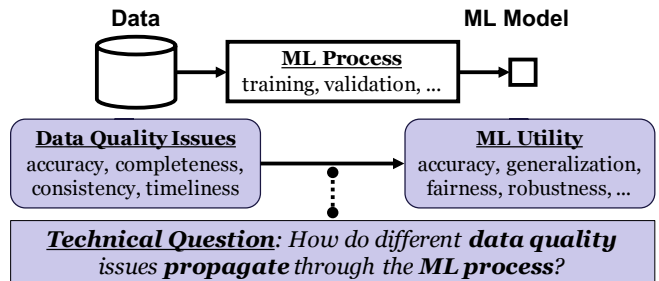 Data
ML Model
ML Process
training, validation, ...
Data Quality Issues
accuracy, completeness,
consistency, timeliness
ML Utility
accuracy, generalization,
fairness, robustness, ...
Technical Question: How do different data quality
issues propagate through the ML process?